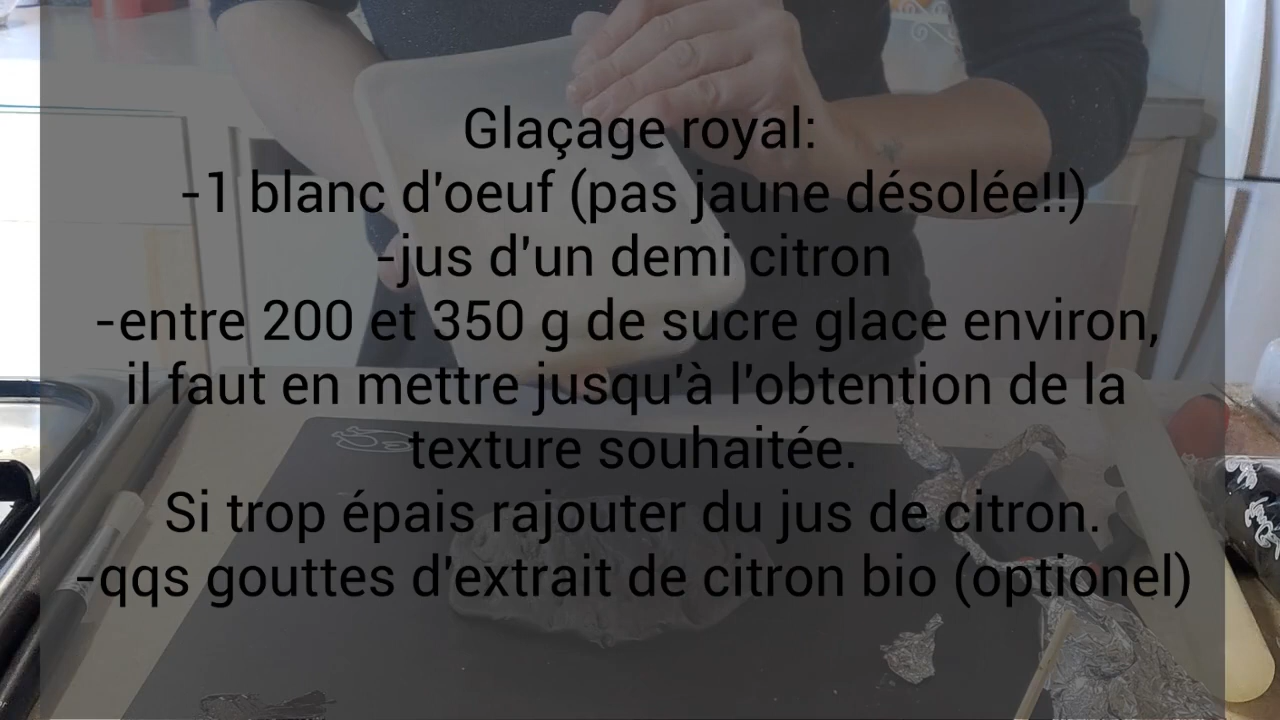 Glaçage royal:
-1 blanc d'oeuf (pas jaune désolée!!)
-jus d'un demi citron
-entre 200 et 350 g de sucre glace environ,
il faut en mettre jusqu'à l'obtention de la
texture souhaitée.
Si trop épais rajouter du jus de citron.
-qqs gouttes d'extrait de citron bio (optionel)